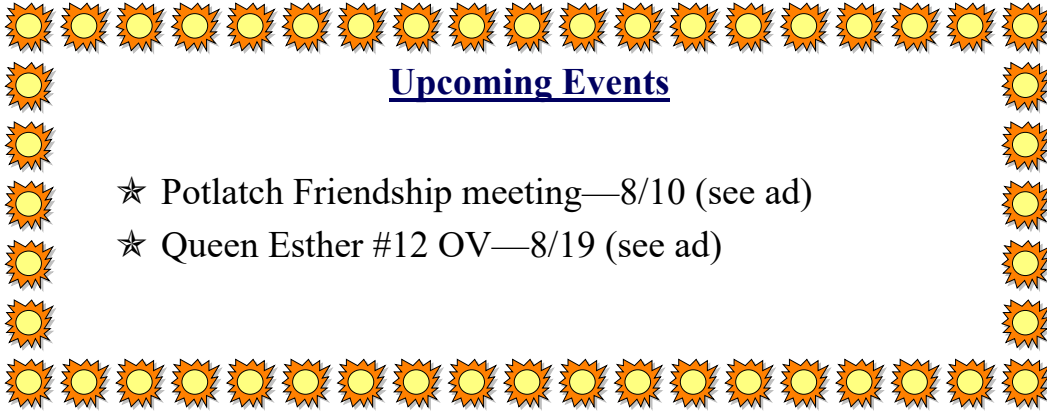 Upcoming Events
✯ Potlatch Friendship meeting—8/10 (see ad)
✯ Queen Esther #12 OV—8/19 (see ad)